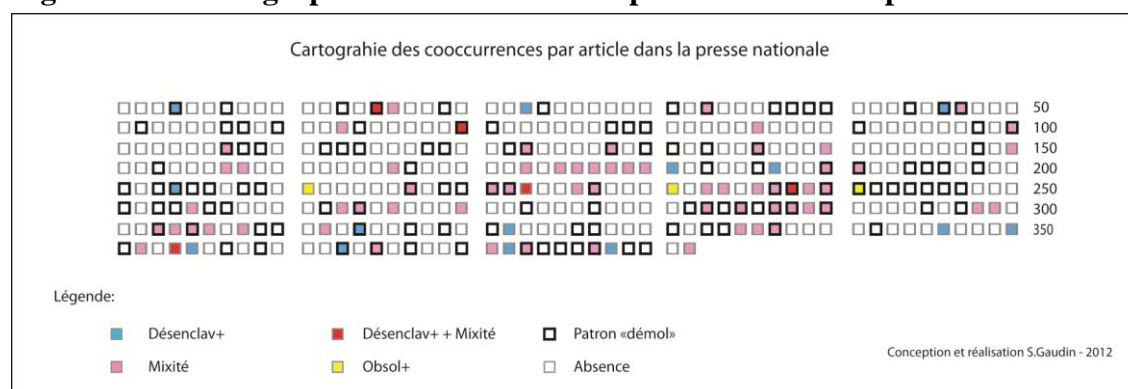 Cartograhie des cooccurrences par article dans la presse nationale
50
100
150
200
250
300
350
Légende:
Désenclav+
Désenclav+ + Mixité
Patron «démol»
Mixité
Obsol+
Absence
Conception et réalisation S.Gaudin - 2012